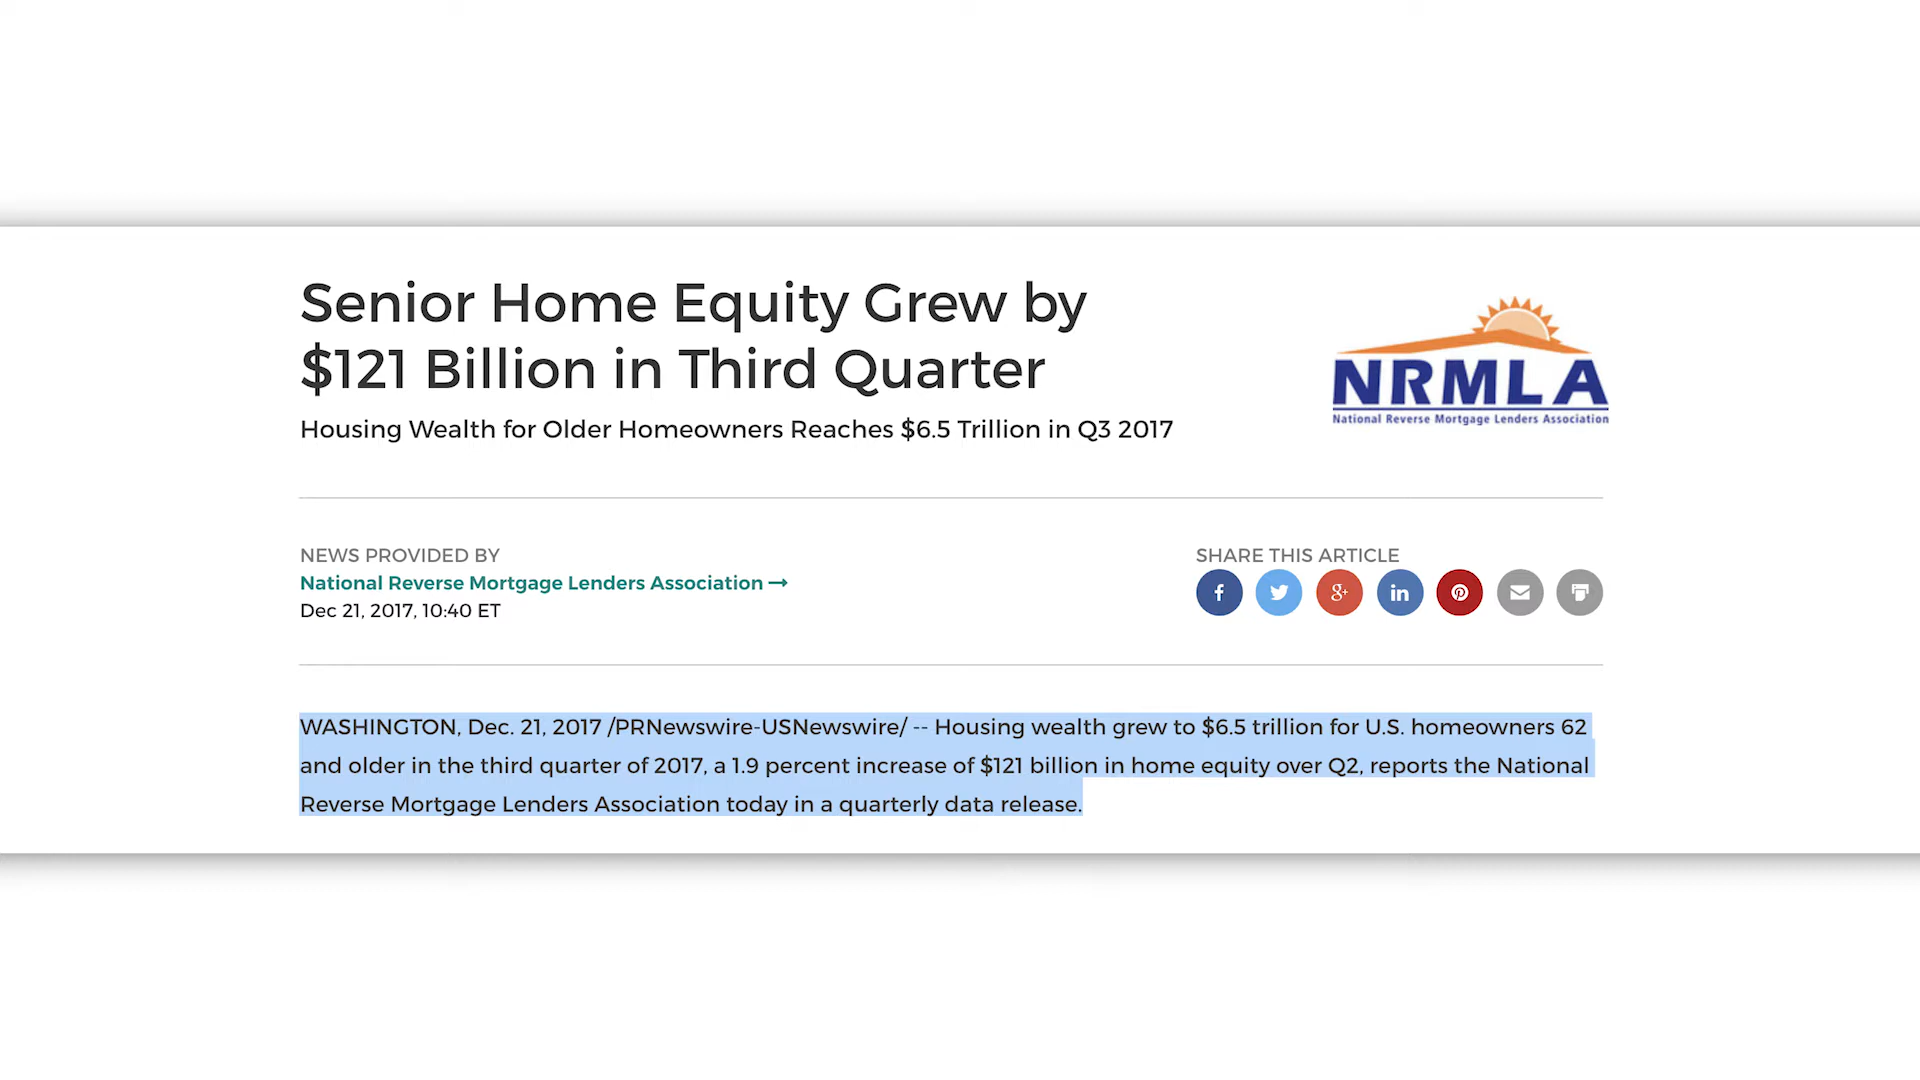 Senior Home Equity Grew by
$121 Billion in Third Quarter
Housing Wealth for Older Homeowners Reaches $6.5 Trillion in Q3 2017
NRMLA
National Reverse Mortgage Lenders Association
NEWS PROVIDED BY
National Reverse Mortgage Lenders Association →
Dec 21, 2017, 10:40 ET
SHARE THIS ARTICLE
WASHINGTON, Dec. 21, 2017 /PRNewswire-USNewswire/ -- Housing wealth grew to $6.5 trillion for U.S. homeowners 62
and older in the third quarter of 2017, a 1.9 percent increase of $121 billion in home equity over Q2, reports the National
Reverse Mortgage Lenders Association today in a quarterly data release.